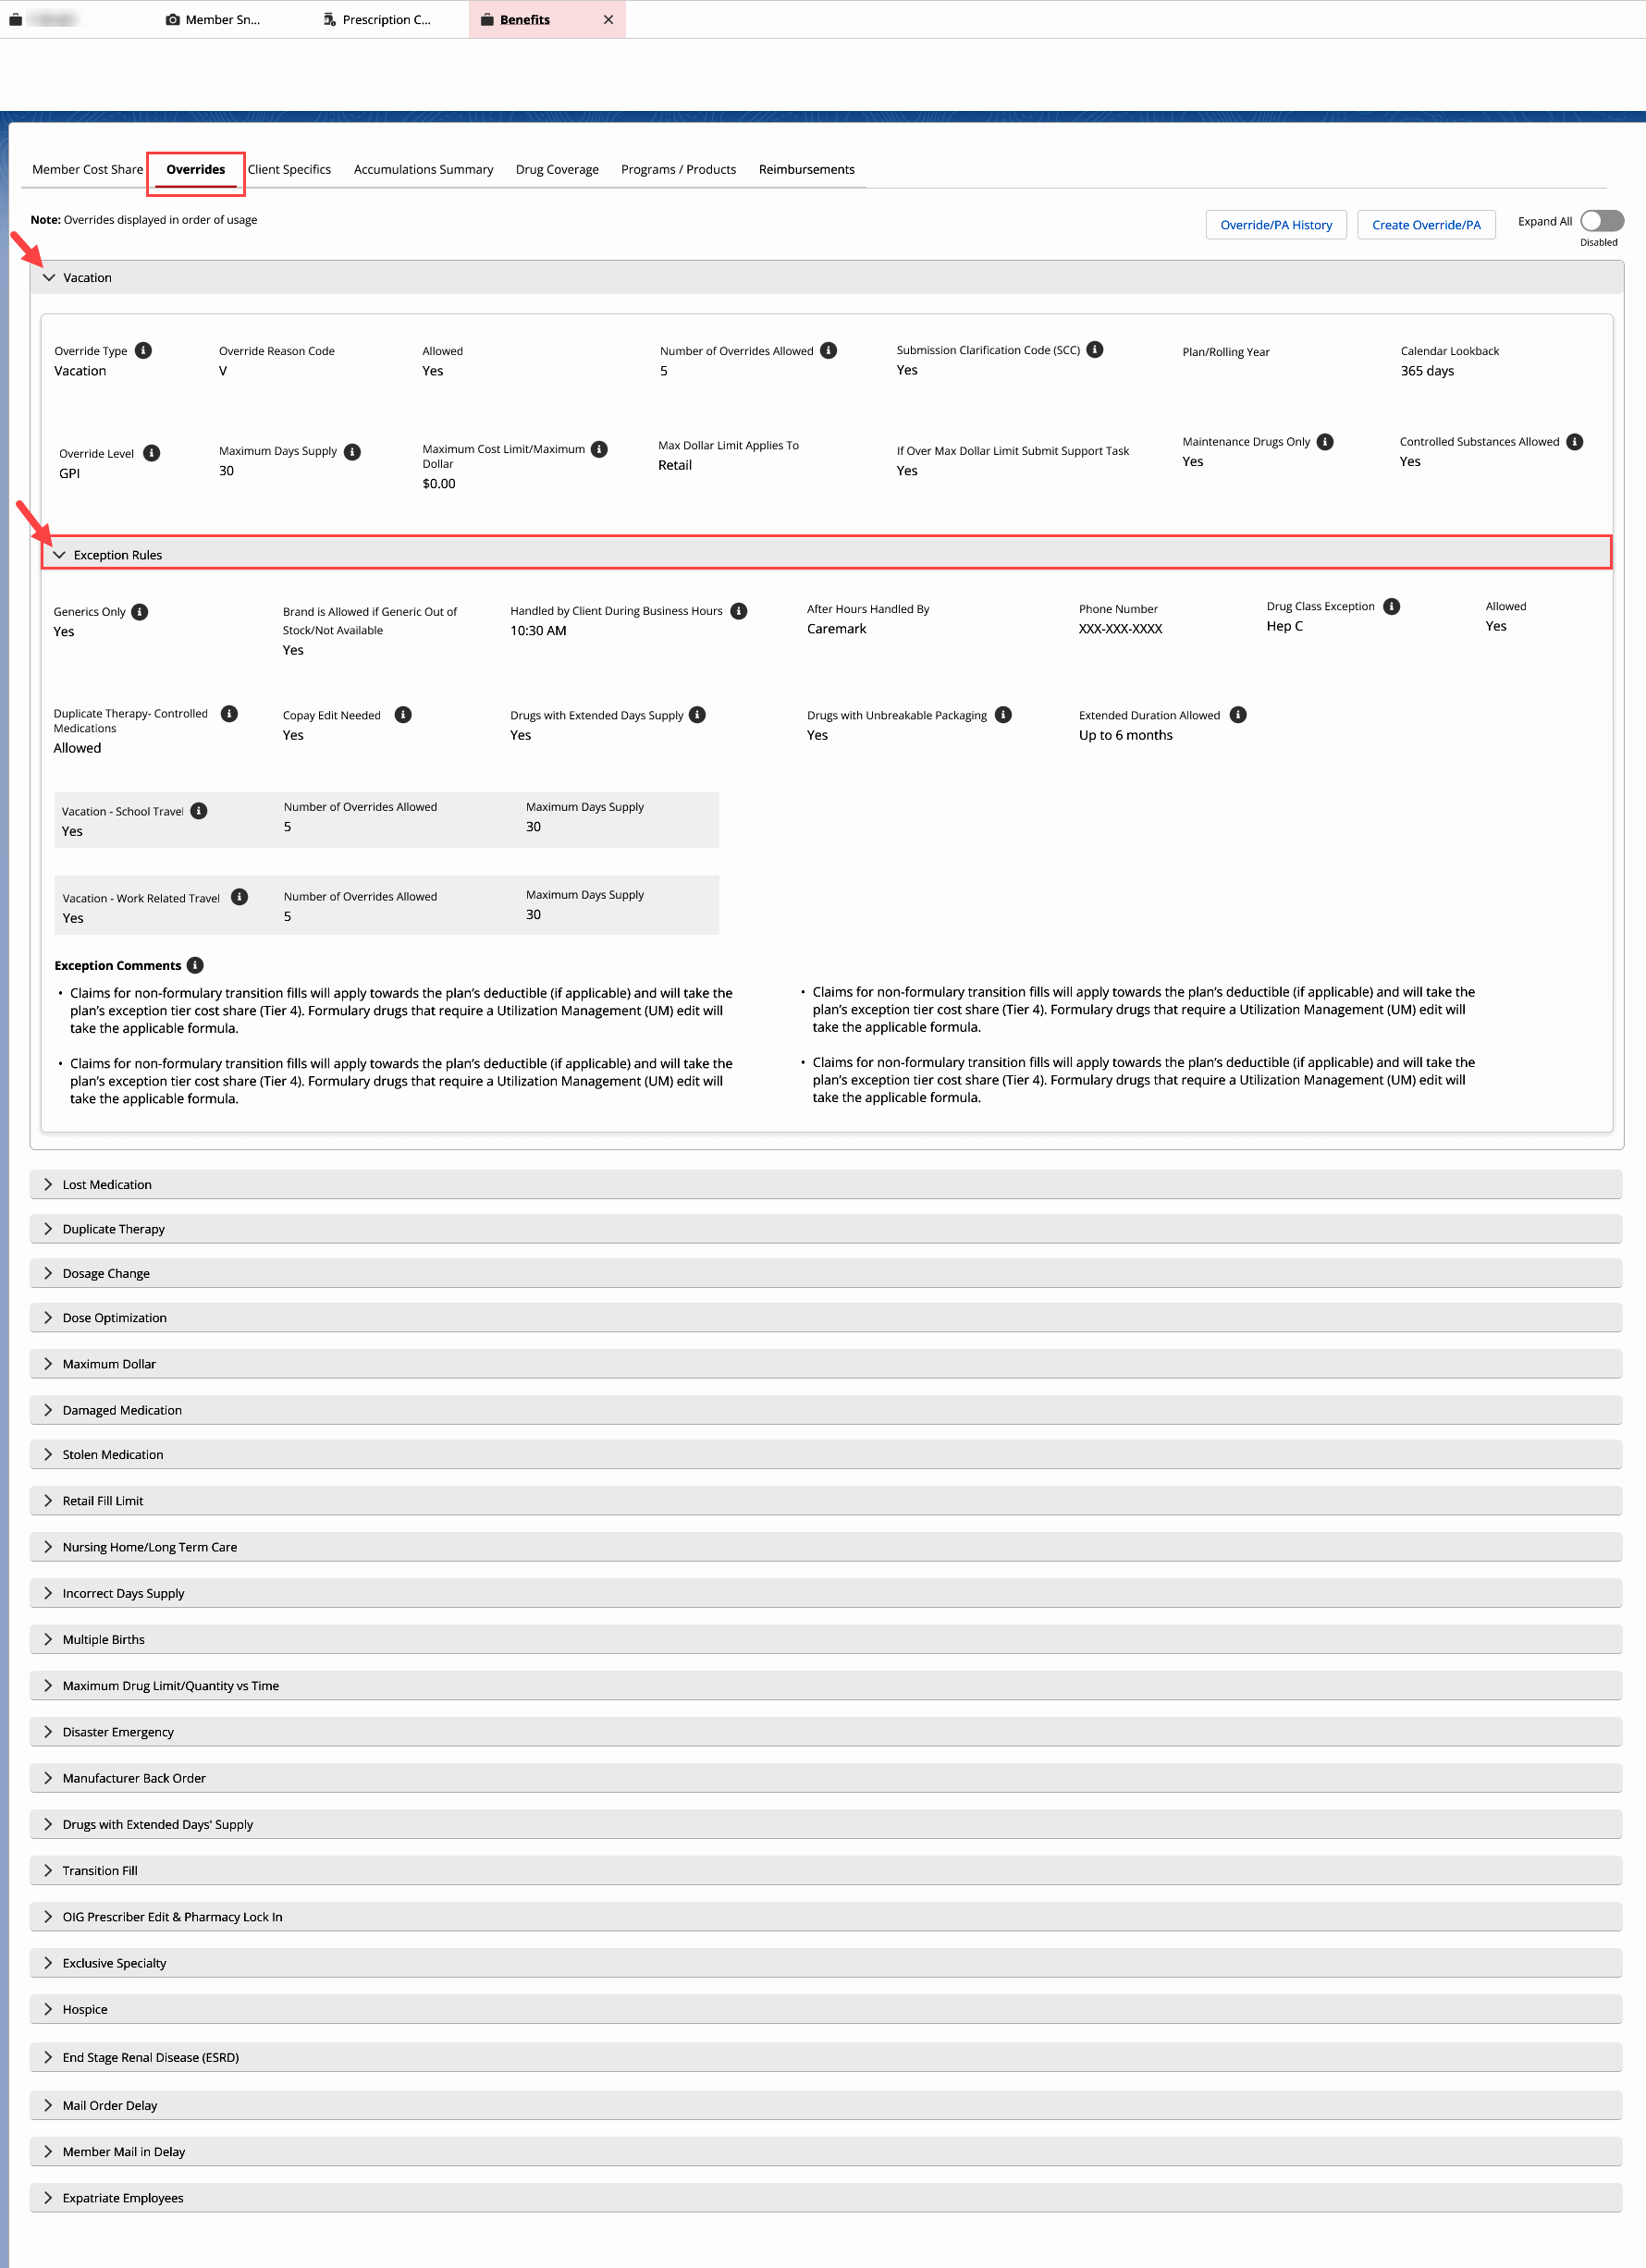 Member Sn...
Prescription C...
Benefits
Member Cost Share
Overrides
Client Specifics
Accumulations Summary
Drug Coverage
Programs / Products
Reimbursements
Note: Overrides displayed in order of usage
Override/PA History
Create Override/PA
Expand All
Disabled
Vacation
Override Type
Vacation
Override Reason Code
V
Allowed
Yes
Number of Overrides Allowed
5
Submission Clarification Code (SCC)
Yes
Plan/Rolling Year
Calendar Lookback
365 days
Override Level
GPI
Maximum Days Supply
30
Maximum Cost Limit/Maximum
Dollar
$0.00
Max Dollar Limit Applies To
Retail
If Over Max Dollar Limit Submit Support Task
Yes
Maintenance Drugs Only
Yes
Controlled Substances Allowed
Yes
Exception Rules
Generics Only
Yes
Brand is Allowed if Generic Out of
Stock/Not Available
Yes
Handled by Client During Business Hours
10:30 AM
After Hours Handled By
Caremark
Phone Number
XXX-XXX-XXXX
Drug Class Exception
Hep C
Allowed
Yes
Duplicate Therapy- Controlled
Medications
Allowed
Copay Edit Needed
Yes
Drugs with Extended Days Supply
Yes
Drugs with Unbreakable Packaging
Yes
Extended Duration Allowed
Up to 6 months
Vacation - School Travel
Yes
Number of Overrides Allowed
5
Maximum Days Supply
30
Vacation - Work Related Travel
Yes
Number of Overrides Allowed
5
Maximum Days Supply
30
Exception Comments
• Claims for non-formulary transition fills will apply towards the plan's deductible (if applicable) and will take the
plan's exception tier cost share (Tier 4). Formulary drugs that require a Utilization Management (UM) edit will
take the applicable formula.
• Claims for non-formulary transition fills will apply towards the plan's deductible (if applicable) and will take the
plan's exception tier cost share (Tier 4). Formulary drugs that require a Utilization Management (UM) edit will
take the applicable formula.
• Claims for non-formulary transition fills will apply towards the plan's deductible (if applicable) and will take the
plan's exception tier cost share (Tier 4). Formulary drugs that require a Utilization Management (UM) edit will
take the applicable formula.
• Claims for non-formulary transition fills will apply towards the plan's deductible (if applicable) and will take the
plan's exception tier cost share (Tier 4). Formulary drugs that require a Utilization Management (UM) edit will
take the applicable formula.
Lost Medication
Duplicate Therapy
Dosage Change
Dose Optimization
Maximum Dollar
Damaged Medication
Stolen Medication
Retail Fill Limit
Nursing Home/Long Term Care
Incorrect Days Supply
Multiple Births
Maximum Drug Limit/Quantity vs Time
Disaster Emergency
Manufacturer Back Order
Drugs with Extended Days' Supply
Transition Fill
OIG Prescriber Edit & Pharmacy Lock In
Exclusive Specialty
Hospice
End Stage Renal Disease (ESRD)
Mail Order Delay
Member Mail in Delay
Expatriate Employees